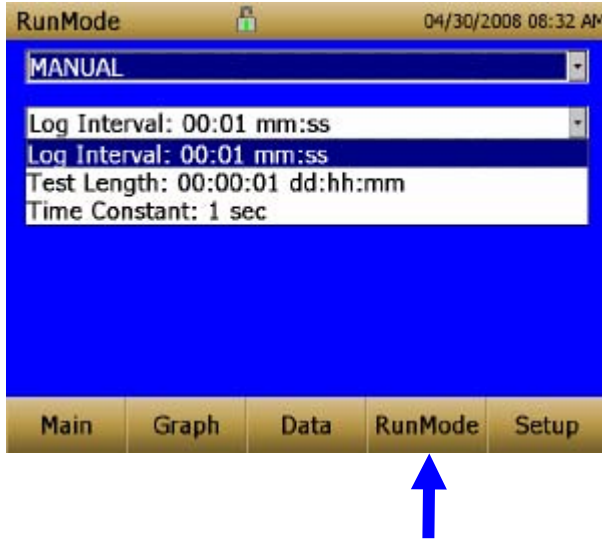 RunMode 04/30/2008 08:32 AM
MANUAL
Log Interval: 00:01 mm:ss
Log Interval: 00:01 mm:ss
Test Length: 00:00:01 dd:hh:mm
Time Constant: 1 sec
Main Graph Data RunMode Setup